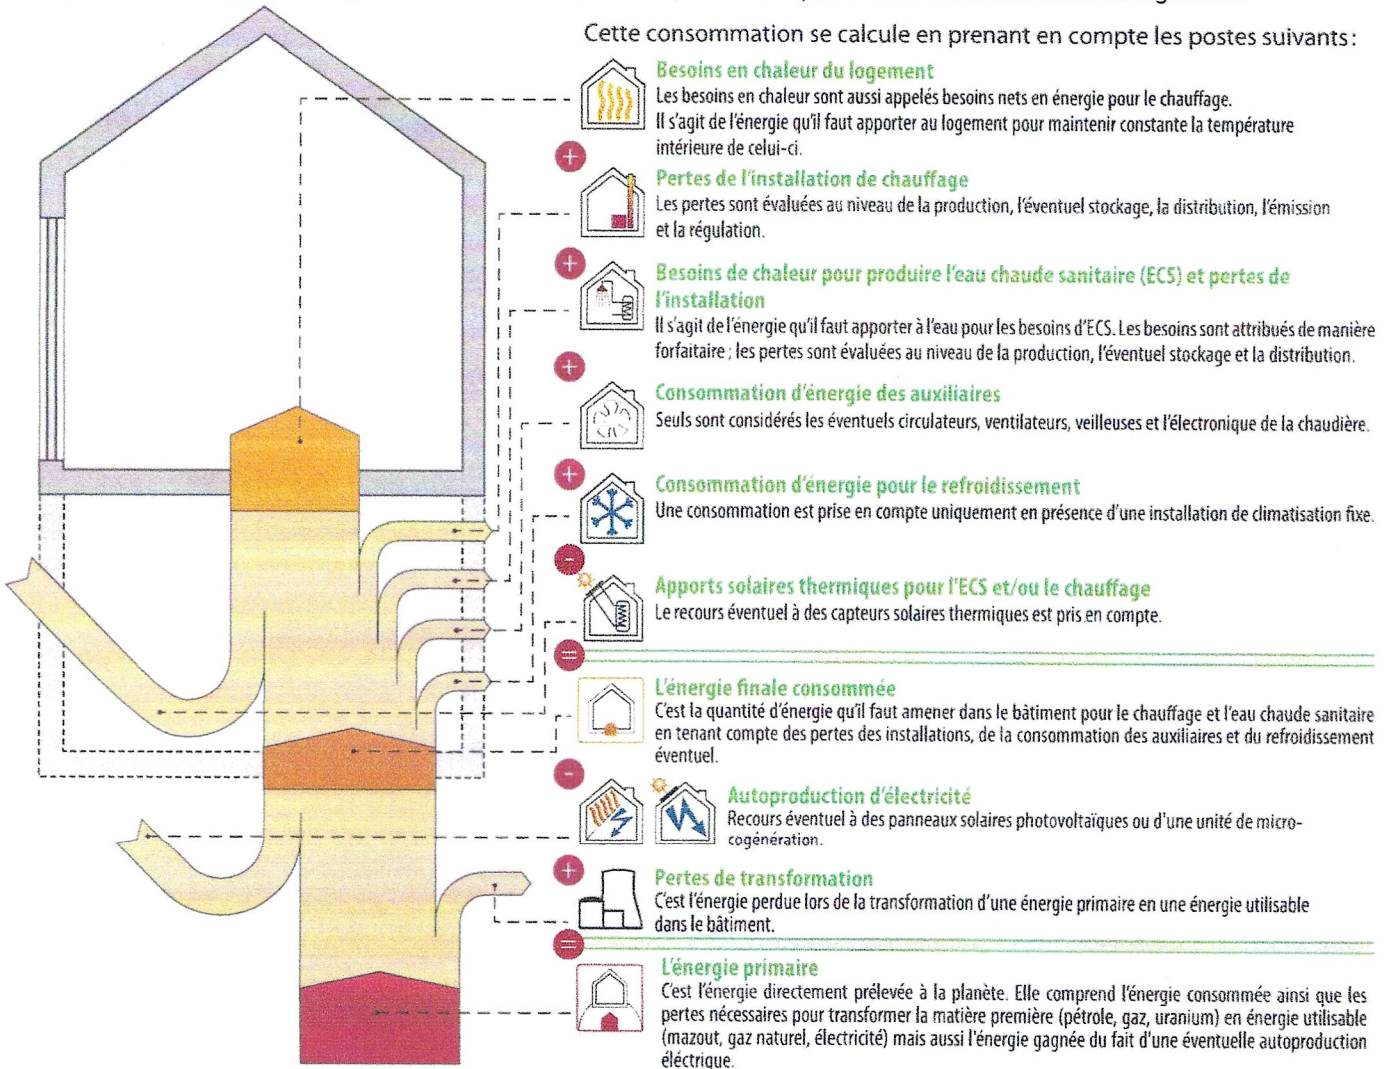 Cette consommation se calcule en prenant en compte les postes suivants :
Besoins en chaleur du logement
Les besoins en chaleur sont aussi appelés besoins nets en énergie pour le chauffage.
Il s'agit de l'énergie qu'il faut apporter au logement pour maintenir constante la température
intérieure de celui-ci.
+
Pertes de l'installation de chauffage
Les pertes sont évaluées au niveau de la production, l'éventuel stockage, la distribution, l'émission
et la régulation.
+
Besoins de chaleur pour produire l'eau chaude sanitaire (ECS) et pertes de
l'installation
Il s'agit de l'énergie qu'il faut apporter à l'eau pour les besoins d'ECS. Les besoins sont attribués de manière
forfaitaire ; les pertes sont évaluées au niveau de la production, l'éventuel stockage et la distribution.
+
Consommation d'énergie des auxiliaires
Seuls sont considérés les éventuels circulateurs, ventilateurs, veilleuses et l'électronique de la chaudière.
+
Consommation d'énergie pour le refroidissement
Une consommation est prise en compte uniquement en présence d'une installation de climatisation fixe.
-
Apports solaires thermiques pour l'ECS et/ou le chauffage
Le recours éventuel à des capteurs solaires thermiques est pris en compte.
=
L'énergie finale consommée
C'est la quantité d'énergie qu'il faut amener dans le bâtiment pour le chauffage et l'eau chaude sanitaire
en tenant compte des pertes des installations, de la consommation des auxiliaires et du refroidissement
éventuel.
-
Autoproduction d'électricité
Recours éventuel à des panneaux solaires photovoltaïques ou d'une unité de micro-
cogénération.
+
Pertes de transformation
C'est l'énergie perdue lors de la transformation d'une énergie primaire en une énergie utilisable
dans le bâtiment.
=
L'énergie primaire
C'est l'énergie directement prélevée à la planète. Elle comprend l'énergie consommée ainsi que les
pertes nécessaires pour transformer la matière première (pétrole, gaz, uranium) en énergie utilisable
(mazout, gaz naturel, électricité) mais aussi l'énergie gagnée du fait d'une éventuelle autoproduction
éléctrique.